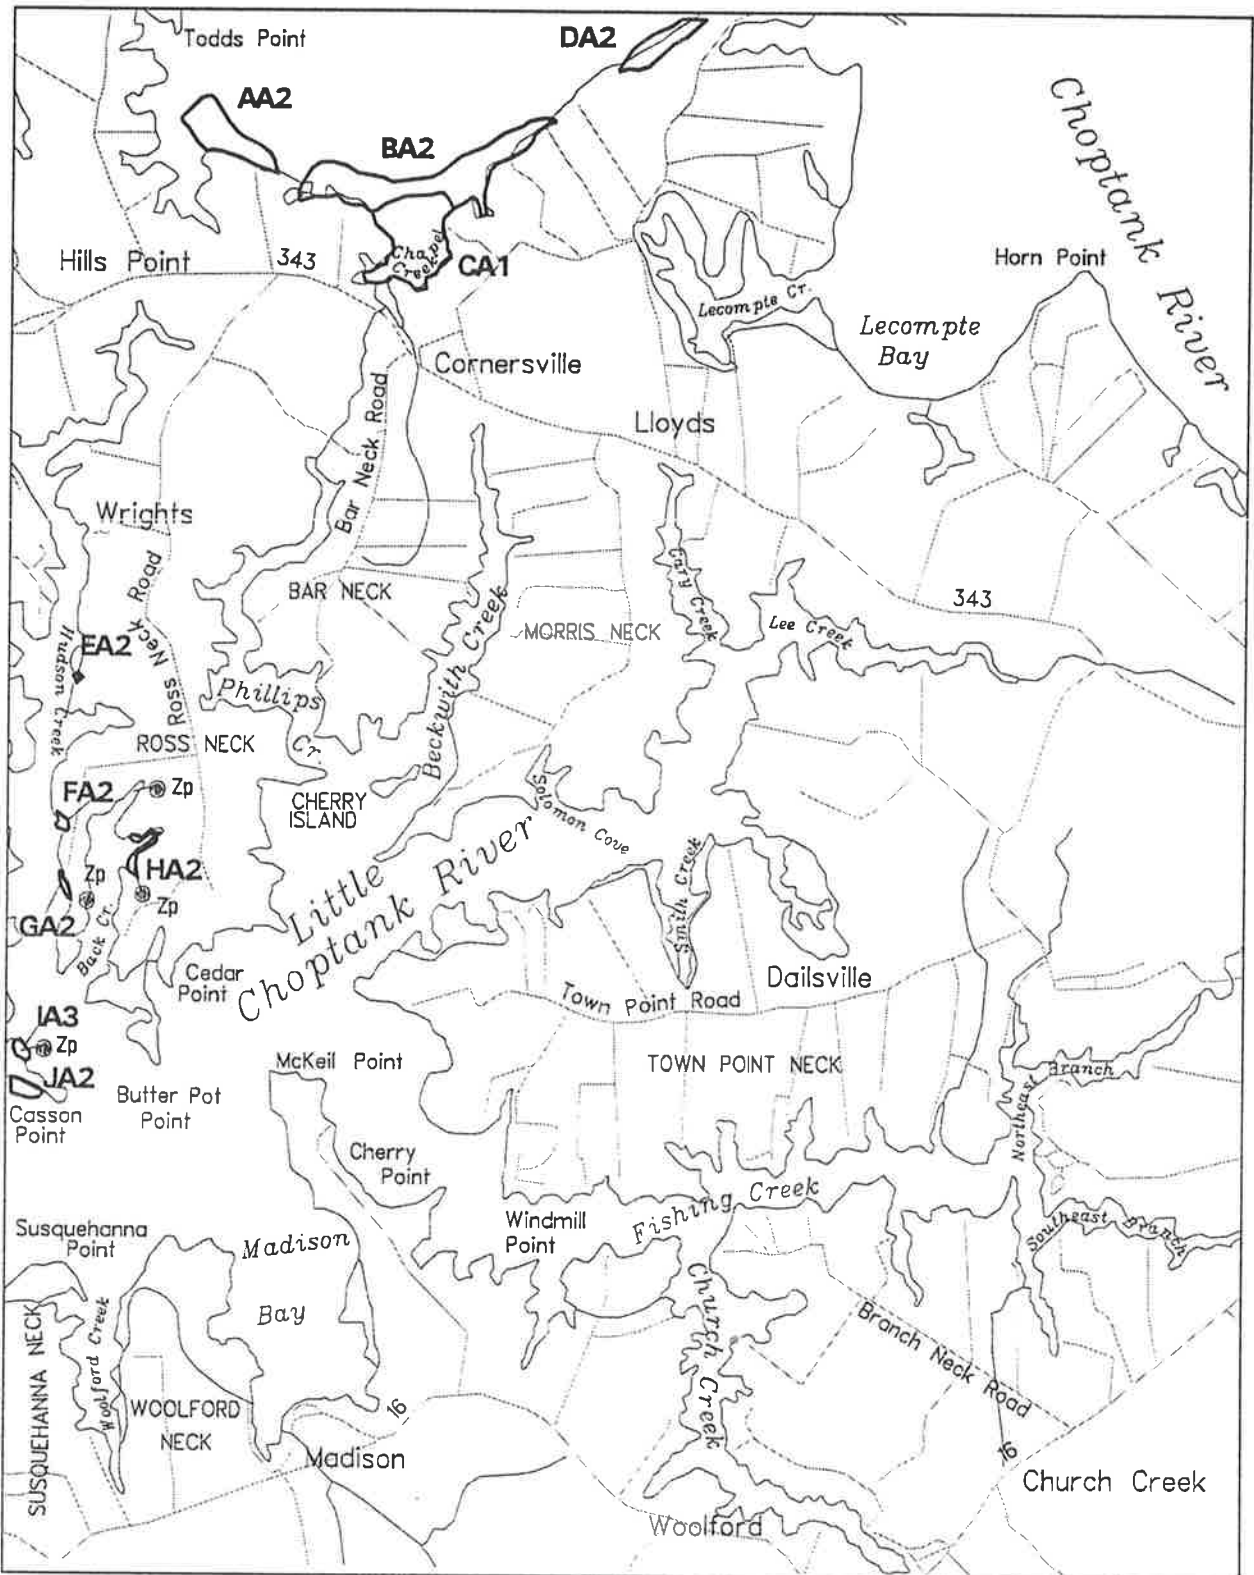 Todds Point
DA2
AA2
BA2
Choptank
River
Hills Point
343
Chapel
Creek
CA1
Horn Point
Lecompte Cr.
Lecompte
Bay
Cornersville
Lloyds
Bar Neck Road
Wrights
Ross Neck Road
BAR NECK
Cary Creek
343
MORRIS NECK
Lee Creek
Hudson Creek
EA2
Phillips
Cr.
Beckwith Creek
ROSS NECK
FA2
Zp
CHERRY
ISLAND
Solomon Cove
Zp
HA2
Zp
GA2
Back Cr.
Little
Choptank River
Smith Creek
Cedar
Point
Dailsville
Town Point Road
IA3
Zp
JA2
Casson
Point
Butter Pot
Point
McKeil Point
TOWN POINT NECK
Northeast
Branch
Cherry
Point
Susquehanna
Point
Madison
Bay
Windmill
Point
Fishing Creek
Southeast Branch
SUSQUEHANNA NECK
Woolford Creek
Church Creek
Branch Neck Road
WOOLFORD
NECK
16
Madison
16
Church Creek
Woolford